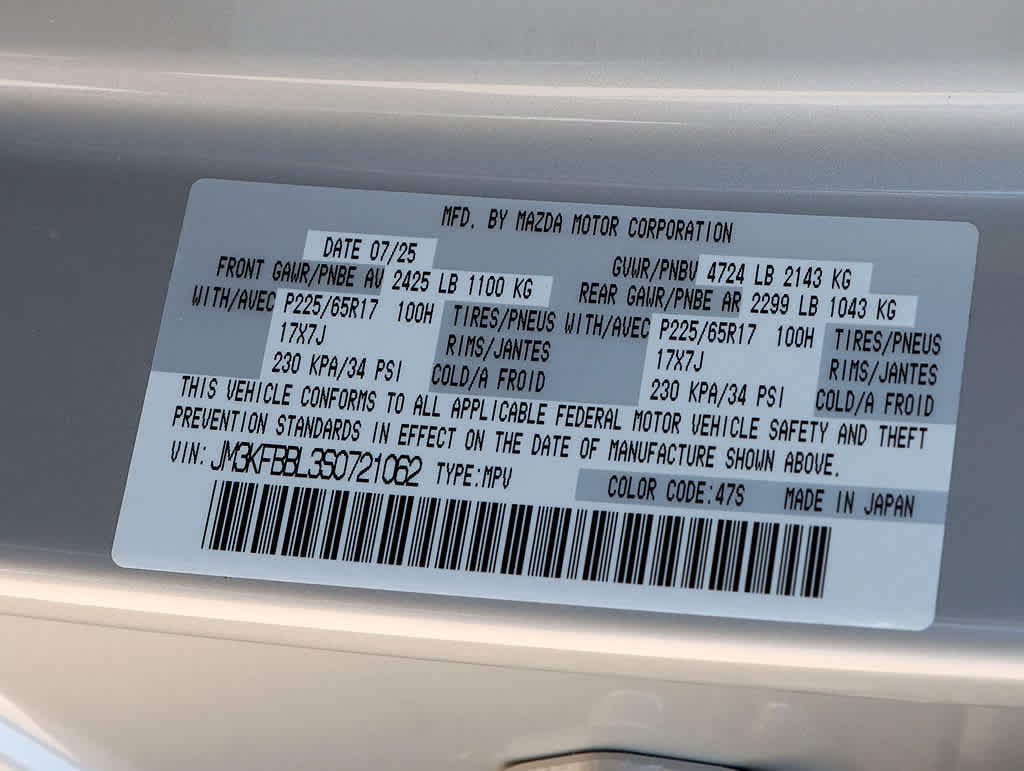 MFD. BY MAZDA MOTOR CORPORATION
DATE 07/25
FRONT GAWR/PNBE AV 2425 LB 1100 KG
WITH/AVEC P225/65R17 100H TIRES/PNEUS
17X7J RIMS/JANTES
230 KPA/34 PSI COLD/A FROID
GVWR/PNBV 4724 LB 2143 KG
REAR GAWR/PNBE AR 2299 LB 1043 KG
WITH/AVEC P225/65R17 100H TIRES/PNEUS
17X7J RIMS/JANTES
230 KPA/34 PSI COLD/A FROID
THIS VEHICLE CONFORMS TO ALL APPLICABLE FEDERAL MOTOR VEHICLE SAFETY AND THEFT
PREVENTION STANDARDS IN EFFECT ON THE DATE OF MANUFACTURE SHOWN ABOVE.
VIN: JM3KFBBL3S0721062 TYPE:MPV
COLOR CODE:47S MADE IN JAPAN